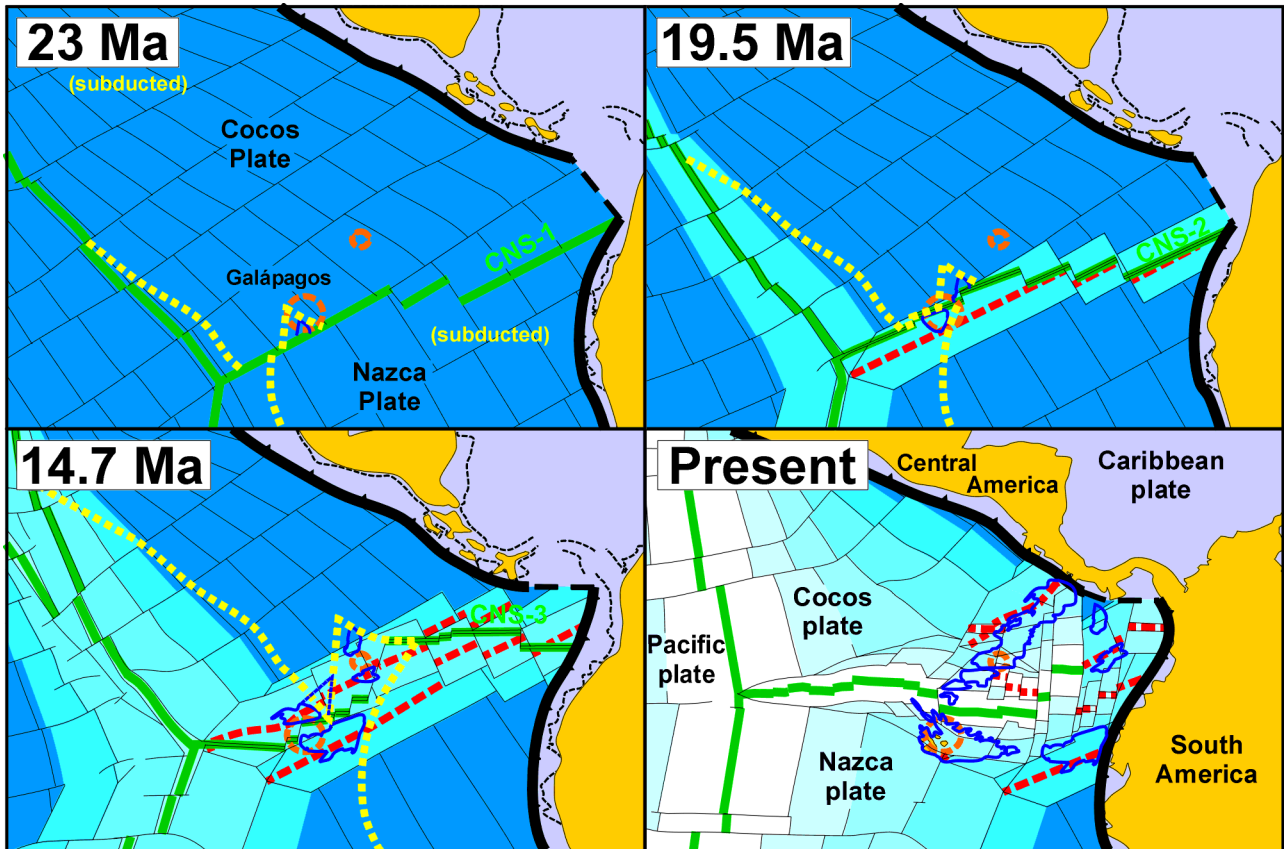 23 Ma
(subducted)
Cocos
Plate
Galápagos
CNS-1
(subducted)
Nazca
Plate
19.5 Ma
CNS-2
14.7 Ma
CNS-3
Present
Central
America
Caribbean
plate
Cocos
plate
Pacific
plate
Nazca
plate
South
America